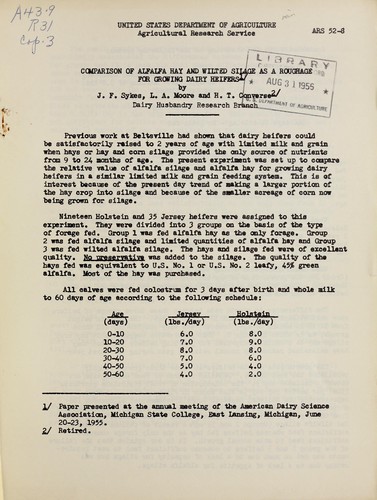 A43.9
R31
Cop. 3
UNITED STATES DEPARTMENT OF AGRICULTURE
Agricultural Research Service
ARS 52-8
LIBRARY
AUG 31 1955
U.S. DEPARTMENT OF AGRICULTURE
COMPARISON OF ALFALFA HAY AND WILTED SILAGE AS A ROUGHAGE
FOR GROWING DAIRY HEIFERS 1/
by
J. F. Sykes, L. A. Moore and H. T. Converse 2/
Dairy Husbandry Research Branch
Previous work at Beltsville had shown that dairy heifers could
be satisfactorily raised to 2 years of age with limited milk and grain
when hays or hay and corn silage provided the only source of nutrients
from 9 to 24 months of age. The present experiment was set up to compare
the relative value of alfalfa silage and alfalfa hay for growing dairy
heifers in a similar limited milk and grain feeding system. This is of
interest because of the present day trend of making a larger portion of
the hay crop into silage and because of the smaller acreage of corn now
being grown for silage.
Nineteen Holstein and 35 Jersey heifers were assigned to this
experiment. They were divided into 3 groups on the basis of the type
of forage fed. Group 1 was fed alfalfa hay as the only forage. Group
2 was fed alfalfa silage and limited quantities of alfalfa hay and Group
3 was fed wilted alfalfa silage. The hays and silage fed were of excellent
quality. No preservative was added to the silage. The quality of the
hays fed was equivalent to U.S. No. 1 or U.S. No. 2 leafy, 45% green
alfalfa. Most of the hay was purchased.
All calves were fed colostrum for 3 days after birth and whole milk
to 60 days of age according to the following schedule:
Age Jersey Holstein
(days) (lbs./day) (lbs./day)
0-10 6.0 8.0
10-20 7.0 9.0
20-30 8.0 8.0
30-40 7.0 6.0
40-50 5.0 4.0
50-60 4.0 2.0
1/ Paper presented at the annual meeting of the American Dairy Science
Association, Michigan State College, East Lansing, Michigan, June
20-23, 1955.
2/ Retired.